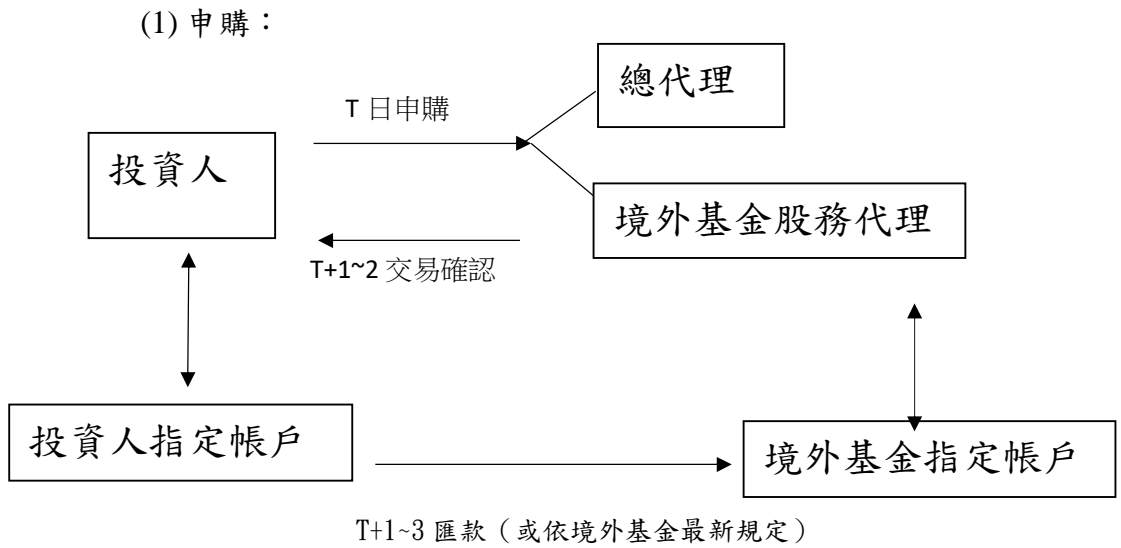 (1) 申購：
總代理
T 日申購
投資人
境外基金股務代理
T+1~2 交易確認
投資人指定帳戶
境外基金指定帳戶
T+1~3 匯款（或依境外基金最新規定）